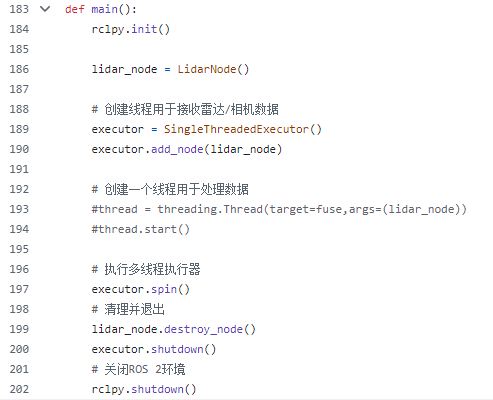 183 def main():
184 rclpy.init()
185
186 lidar_node = LidarNode()
187
188 # 创建线程用于接收雷达/相机数据
189 executor = SingleThreadedExecutor()
190 executor.add_node(lidar_node)
191
192 # 创建一个线程用于处理数据
193 #thread = threading.Thread(target=fuse,args=(lidar_node))
194 #thread.start()
195
196 # 执行多线程执行器
197 executor.spin()
198 # 清理并退出
199 lidar_node.destroy_node()
200 executor.shutdown()
201 # 关闭ROS 2环境
202 rclpy.shutdown()